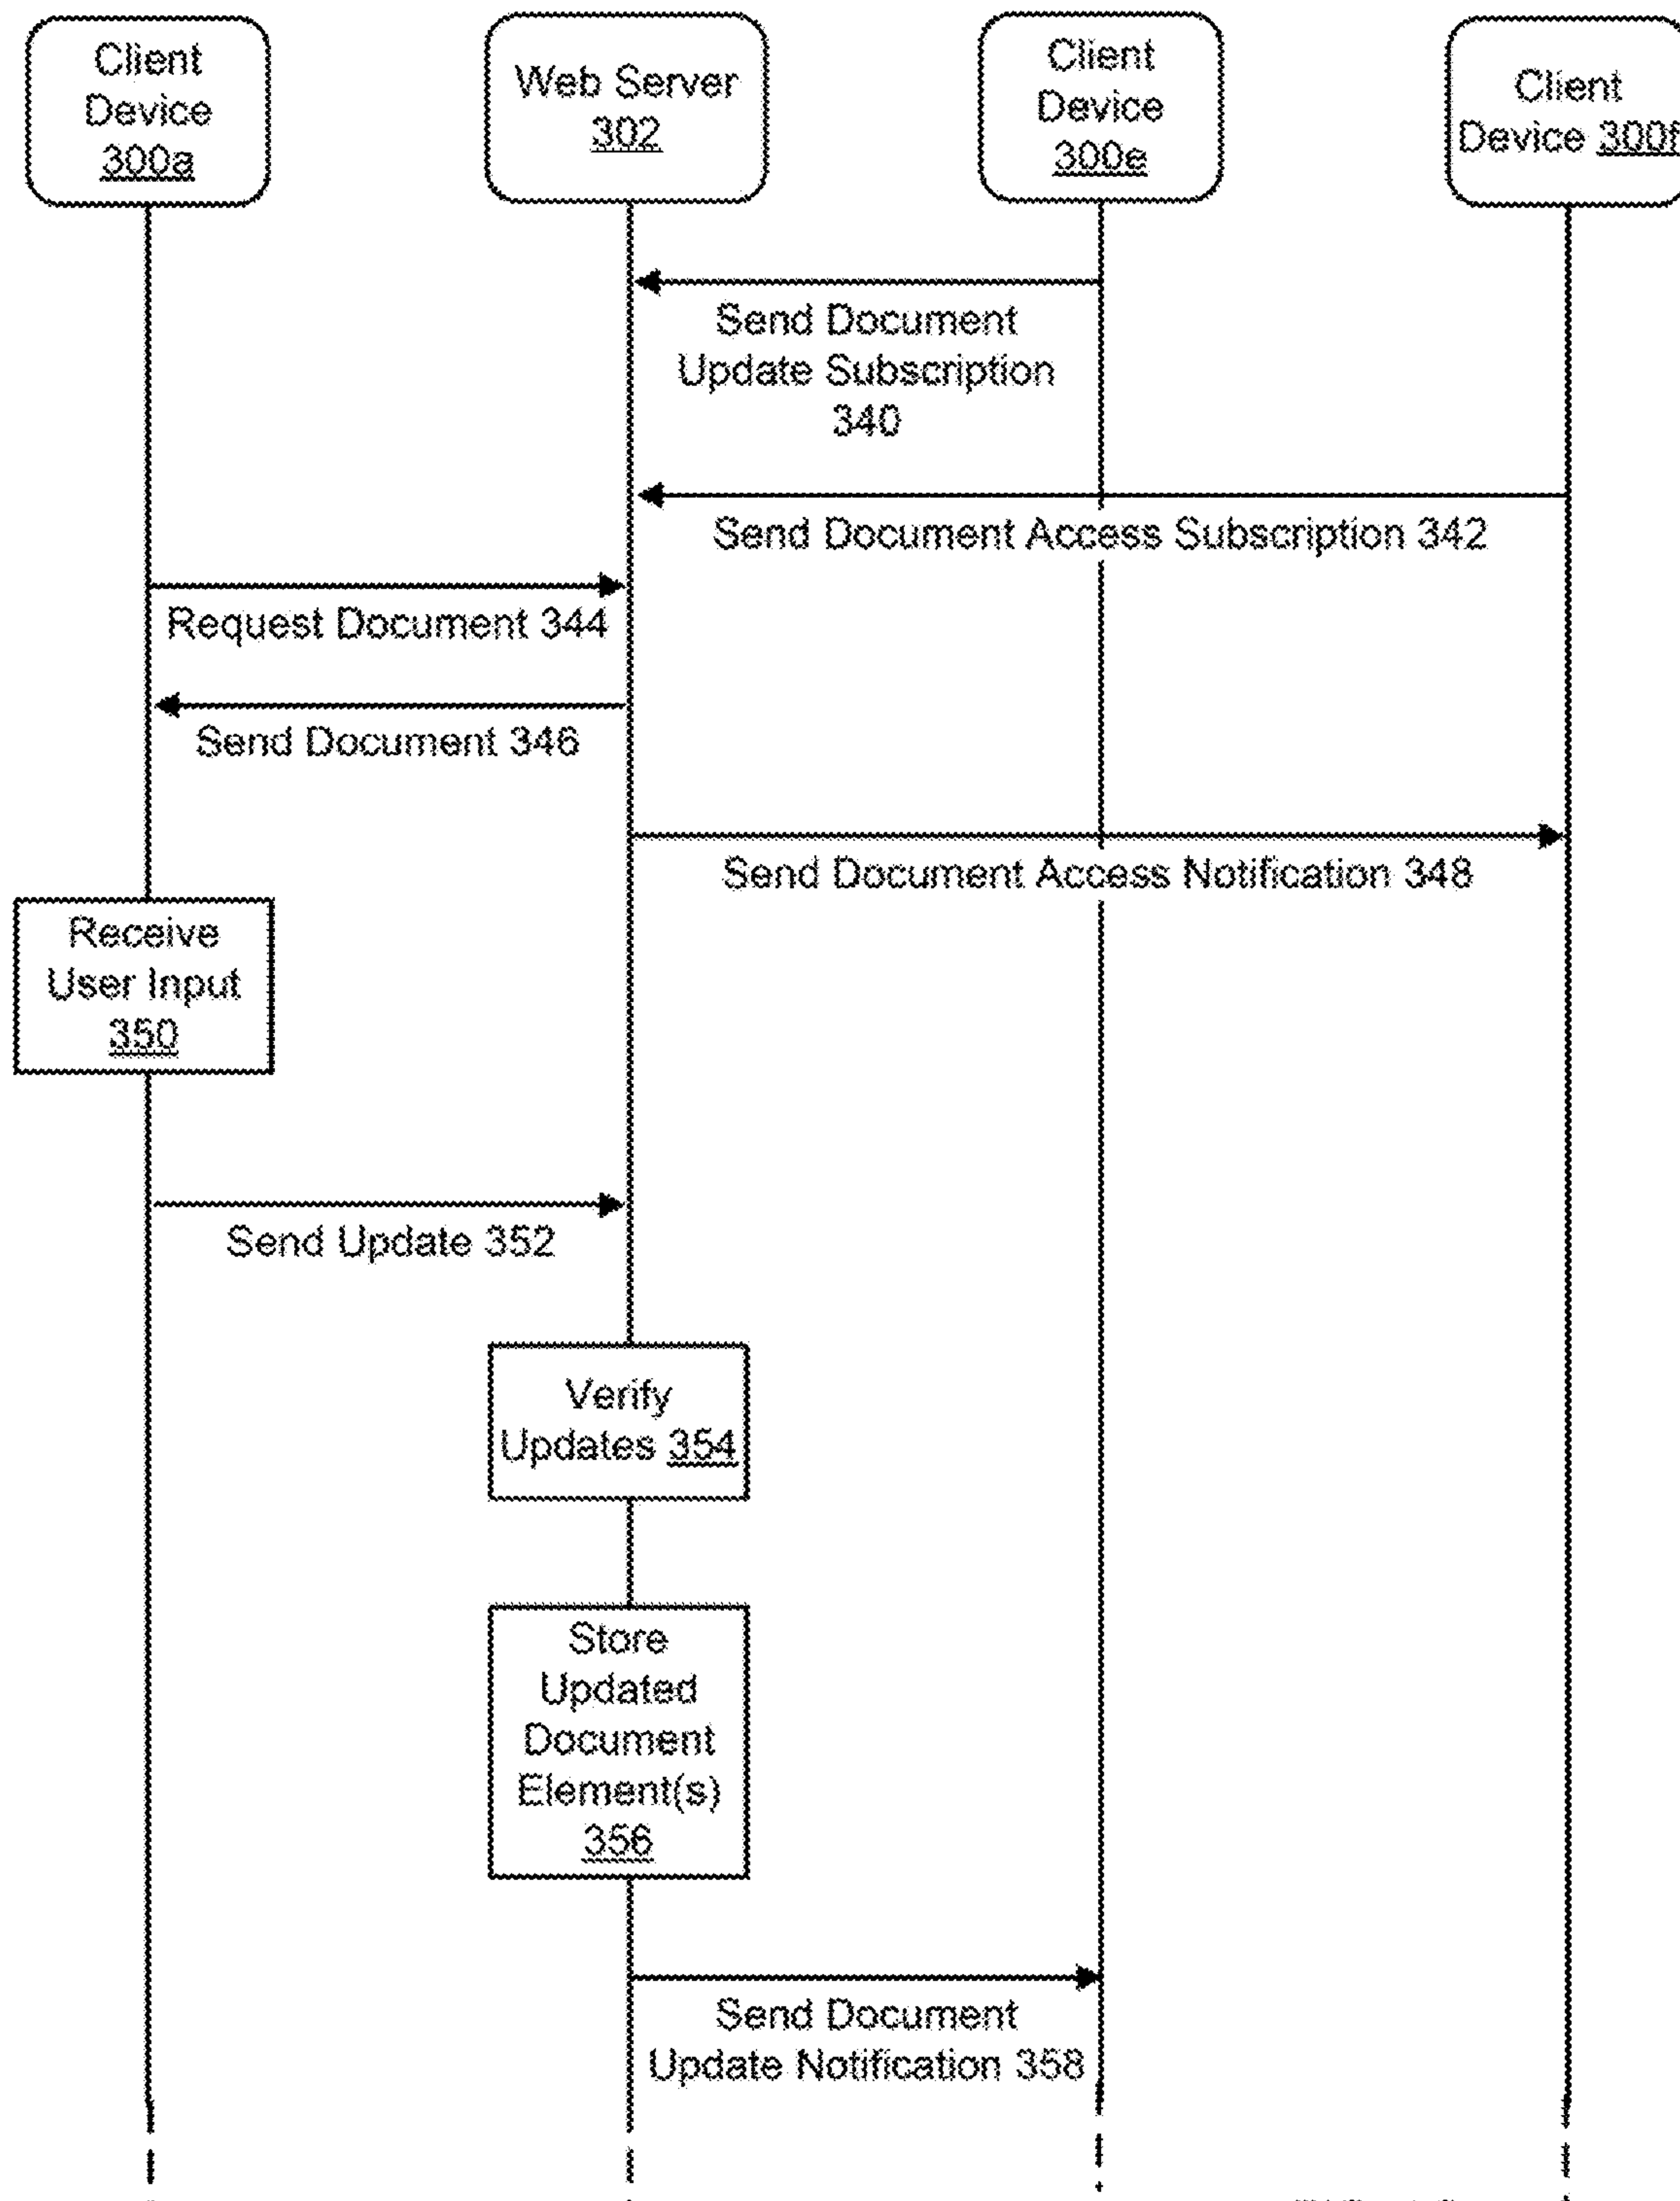 Client
Device
300a
Web Server
302
Client
Device
300e
Client
Device 300f
Send Document
Update Subscription
340
Send Document Access Subscription 342
Request Document 344
Send Document 346
Send Document Access Notification 348
Receive
User Input
350
Send Update 352
Verify
Updates 354
Store
Updated
Document
Element(s)
356
Send Document
Update Notification 358